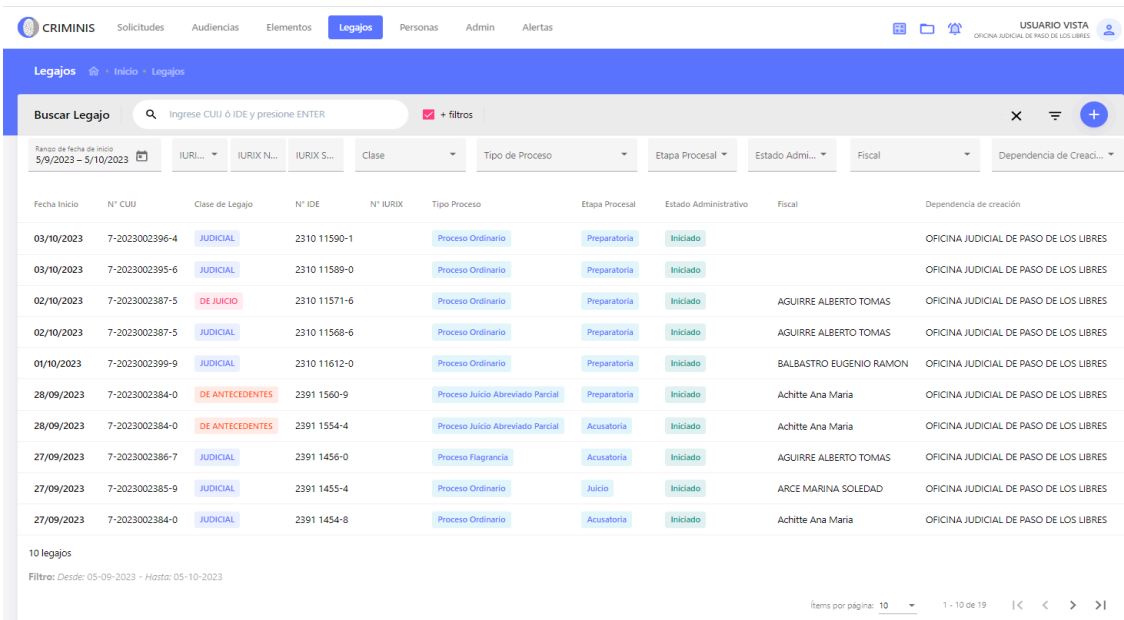 CRIMINIS Solicitudes Audiencias Elementos Legajos Personas Admin Alertas USUARIO VISTA
OFICINA JUDICIAL DE PASO DE LOS LIBRES
Legajos · Inicio · Legajos
Buscar Legajo Ingrese CUIJ ó IDE y presione ENTER + filtros
Rango de fecha de inicio
5/9/2023 – 5/10/2023 IURI... IURIX N... IURIX S... Clase Tipo de Proceso Etapa Procesal Estado Admi... Fiscal Dependencia de Creaci...
Fecha Inicio N° CUIJ Clase de Legajo N° IDE N° IURIX Tipo Proceso Etapa Procesal Estado Administrativo Fiscal Dependencia de creación
03/10/2023 7-2023002396-4 JUDICIAL 2310 11590-1 Proceso Ordinario Preparatoria Iniciado OFICINA JUDICIAL DE PASO DE LOS LIBRES
03/10/2023 7-2023002395-6 JUDICIAL 2310 11589-0 Proceso Ordinario Preparatoria Iniciado OFICINA JUDICIAL DE PASO DE LOS LIBRES
02/10/2023 7-2023002387-5 DE JUICIO 2310 11571-6 Proceso Ordinario Preparatoria Iniciado AGUIRRE ALBERTO TOMAS OFICINA JUDICIAL DE PASO DE LOS LIBRES
02/10/2023 7-2023002387-5 JUDICIAL 2310 11568-6 Proceso Ordinario Preparatoria Iniciado AGUIRRE ALBERTO TOMAS OFICINA JUDICIAL DE PASO DE LOS LIBRES
01/10/2023 7-2023002399-9 JUDICIAL 2310 11612-0 Proceso Ordinario Preparatoria Iniciado BALBASTRO EUGENIO RAMON OFICINA JUDICIAL DE PASO DE LOS LIBRES
28/09/2023 7-2023002384-0 DE ANTECEDENTES 2391 1560-9 Proceso Juicio Abreviado Parcial Preparatoria Iniciado Achitte Ana Maria OFICINA JUDICIAL DE PASO DE LOS LIBRES
28/09/2023 7-2023002384-0 DE ANTECEDENTES 2391 1554-4 Proceso Juicio Abreviado Parcial Acusatoria Iniciado Achitte Ana Maria OFICINA JUDICIAL DE PASO DE LOS LIBRES
27/09/2023 7-2023002386-7 JUDICIAL 2391 1456-0 Proceso Flagrancia Acusatoria Iniciado AGUIRRE ALBERTO TOMAS OFICINA JUDICIAL DE PASO DE LOS LIBRES
27/09/2023 7-2023002385-9 JUDICIAL 2391 1455-4 Proceso Ordinario Juicio Iniciado ARCE MARINA SOLEDAD OFICINA JUDICIAL DE PASO DE LOS LIBRES
27/09/2023 7-2023002384-0 JUDICIAL 2391 1454-8 Proceso Ordinario Acusatoria Iniciado Achitte Ana Maria OFICINA JUDICIAL DE PASO DE LOS LIBRES
10 legajos
Filtro: Desde: 05-09-2023 - Hasta: 05-10-2023
Ítems por página: 10 1 - 10 de 19